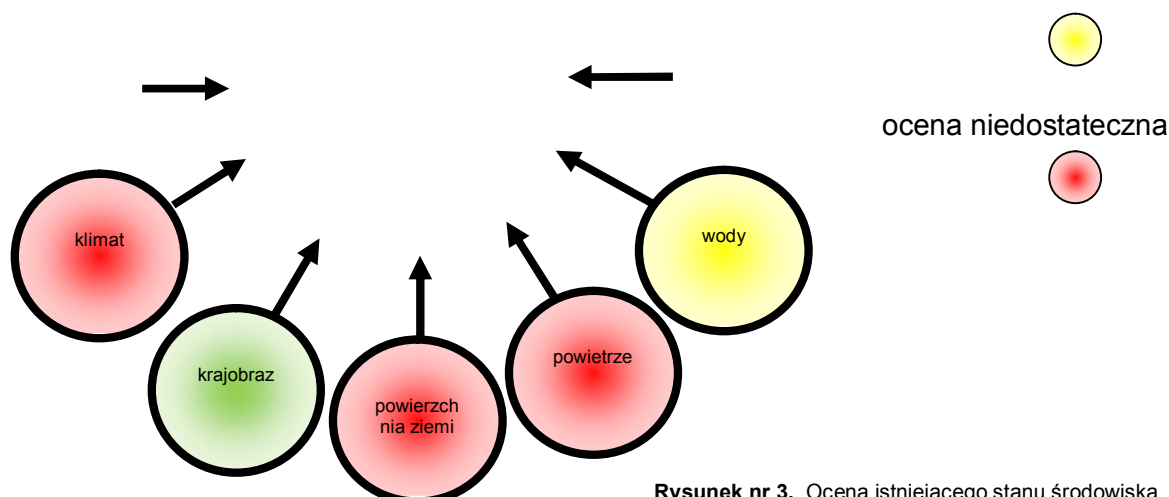 ocena niedostateczna
klimat
wody
krajobraz
powietrze
powierzch
nia ziemi
Rysunek nr 3. Ocena istniejącego stanu środowiska